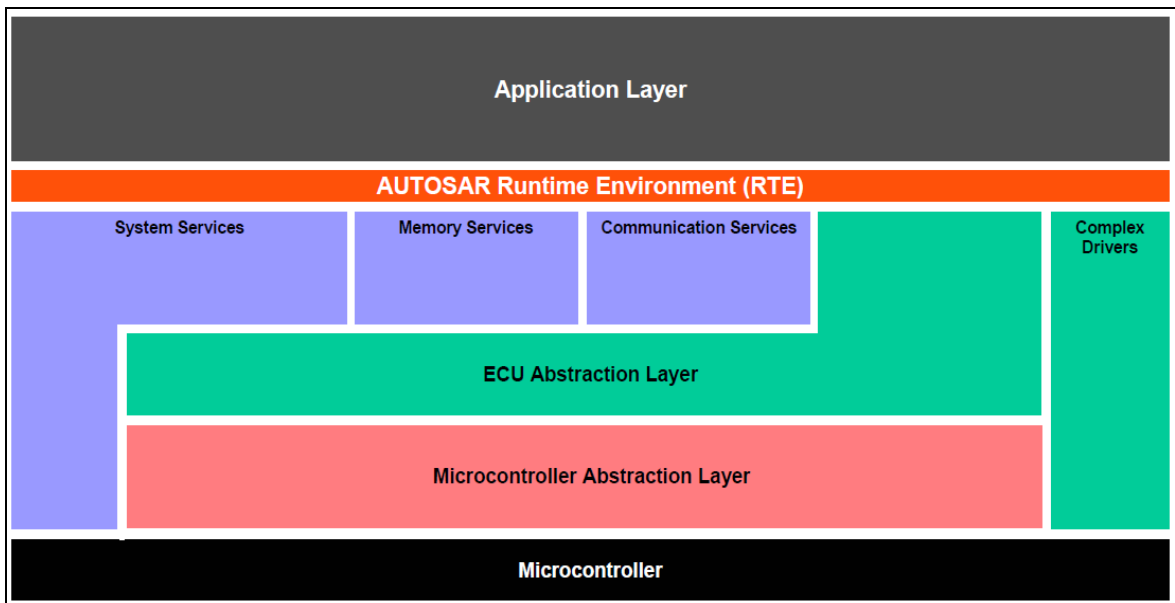 Application Layer
AUTOSAR Runtime Environment (RTE)
System Services
Memory Services
Communication Services
Complex
Drivers
ECU Abstraction Layer
Microcontroller Abstraction Layer
Microcontroller